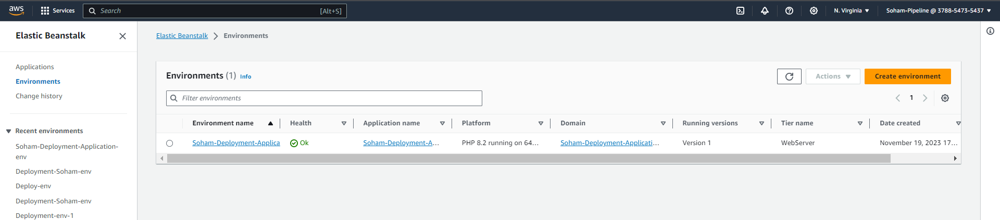 aws Services Search [Alt+S] N. Virginia Soham-Pipeline @ 3788-5473-5437
Elastic Beanstalk
Applications
Environments
Change history
Recent environments
Soham-Deployment-Application-
env
Deployment-Soham-env
Deploy-env
Deployment-Soham-env
Deployment-env-1
Elastic Beanstalk Environments
Environments (1) Info Actions Create environment
Filter environments 1
Environment name Health Application name Platform Domain Running versions Tier name Date created
Soham-Deployment-Applica Ok Soham-Deployment-A... PHP 8.2 running on 64... Soham-Deployment-Applicati... Version 1 WebServer November 19, 2023 17...